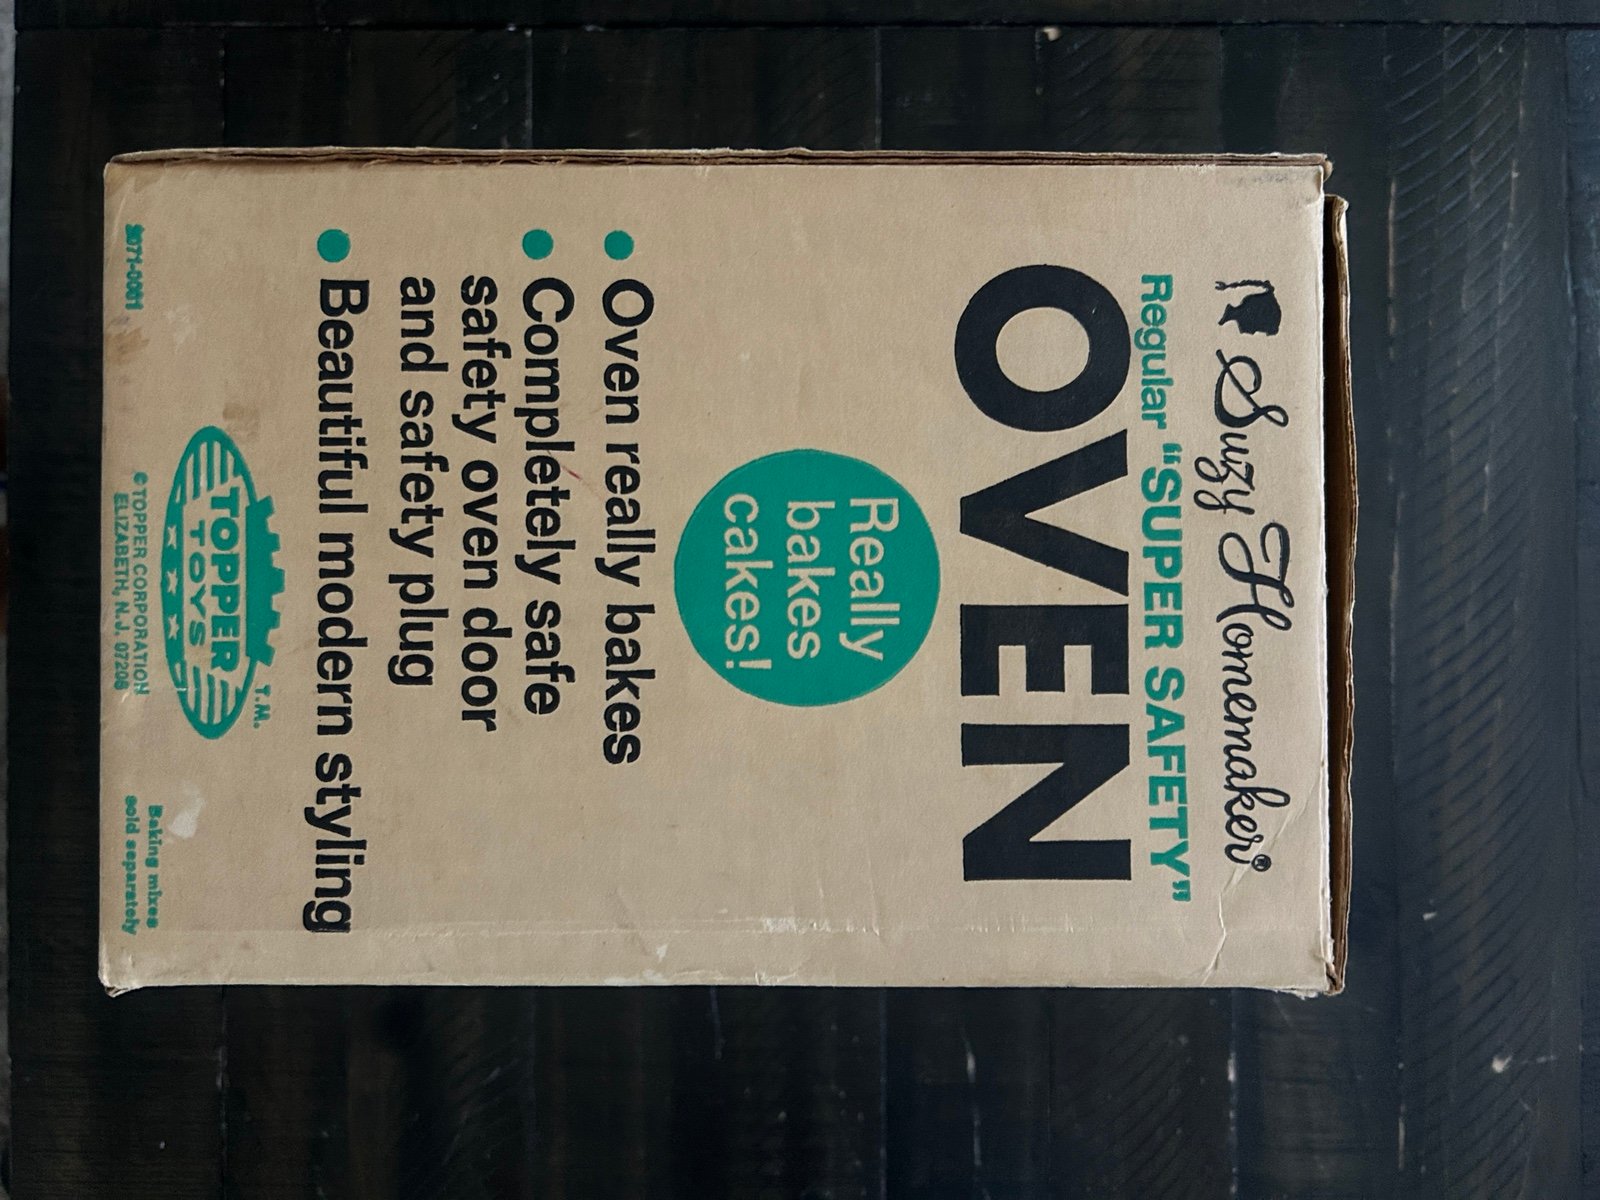 Suzy Homemaker®
Regular "SUPER SAFETY"
OVEN
Really
bakes
cakes!
● Oven really bakes
● Completely safe
safety oven door
and safety plug
● Beautiful modern styling
TOPPER
TOYS
T.M.
© TOPPER CORPORATION
ELIZABETH, N.J. 07206
Baking mixes
sold separately